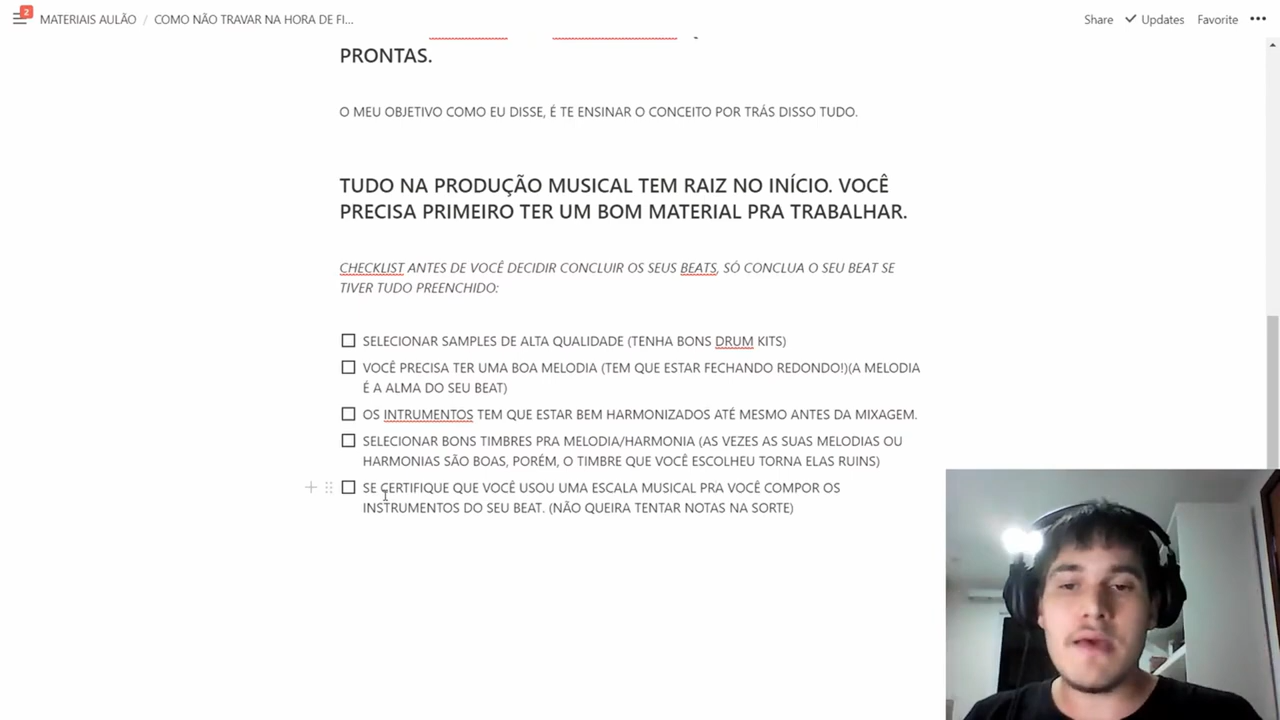 2
MATERIAIS AULÃO / COMO NÃO TRAVAR NA HORA DE FI...
Share Updates Favorite
PRONTAS.
O MEU OBJETIVO COMO EU DISSE, É TE ENSINAR O CONCEITO POR TRÁS DISSO TUDO.
TUDO NA PRODUÇÃO MUSICAL TEM RAIZ NO INÍCIO. VOCÊ
PRECISA PRIMEIRO TER UM BOM MATERIAL PRA TRABALHAR.
CHECKLIST ANTES DE VOCÊ DECIDIR CONCLUIR OS SEUS BEATS, SÓ CONCLUA O SEU BEAT SE
TIVER TUDO PREENCHIDO:
SELECIONAR SAMPLES DE ALTA QUALIDADE (TENHA BONS DRUM KITS)
VOCÊ PRECISA TER UMA BOA MELODIA (TEM QUE ESTAR FECHANDO REDONDO!)(A MELODIA
É A ALMA DO SEU BEAT)
OS INTRUMENTOS TEM QUE ESTAR BEM HARMONIZADOS ATÉ MESMO ANTES DA MIXAGEM.
SELECIONAR BONS TIMBRES PRA MELODIA/HARMONIA (AS VEZES AS SUAS MELODIAS OU
HARMONIAS SÃO BOAS, PORÉM, O TIMBRE QUE VOCÊ ESCOLHEU TORNA ELAS RUINS)
SE CERTIFIQUE QUE VOCÊ USOU UMA ESCALA MUSICAL PRA VOCÊ COMPOR OS
INSTRUMENTOS DO SEU BEAT. (NÃO QUEIRA TENTAR NOTAS NA SORTE)